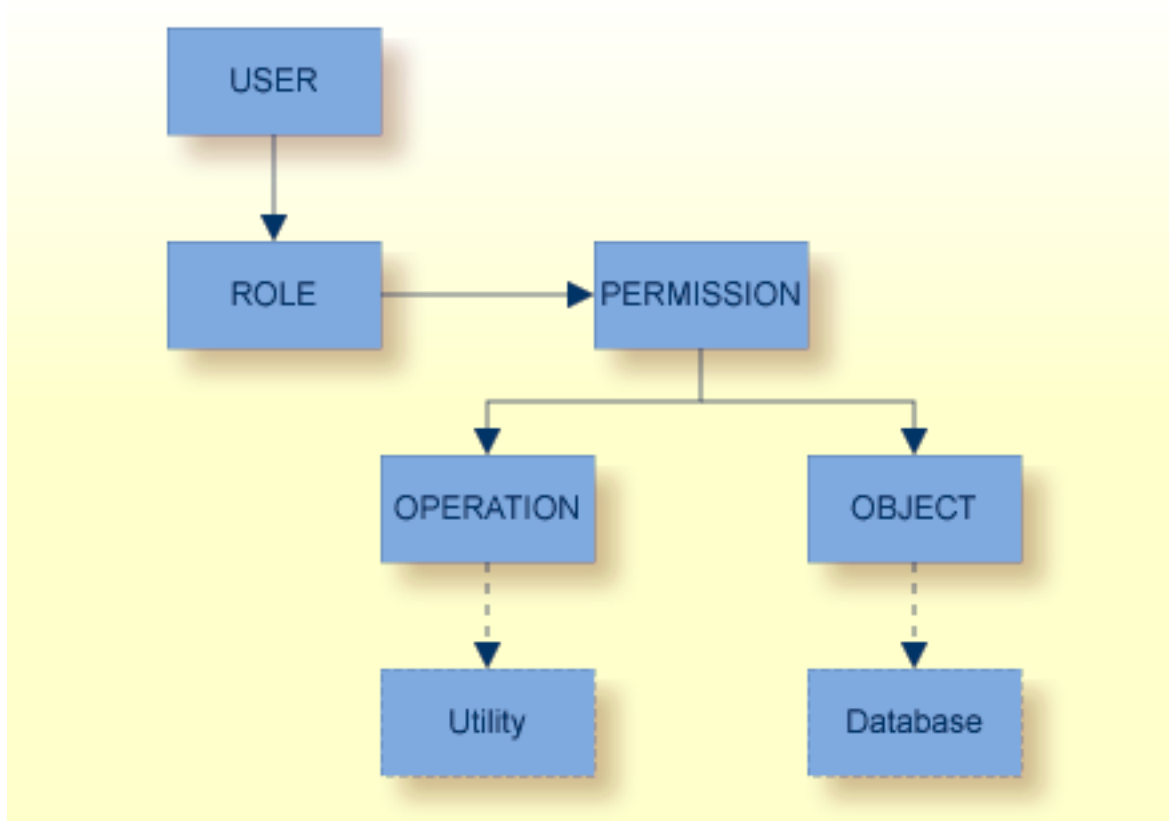 USER
ROLE
PERMISSION
OPERATION
OBJECT
Utility
Database